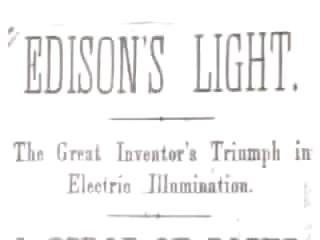 EDISON'S LIGHT.
The Great Inventor's Triumph in
Electric Illumination.